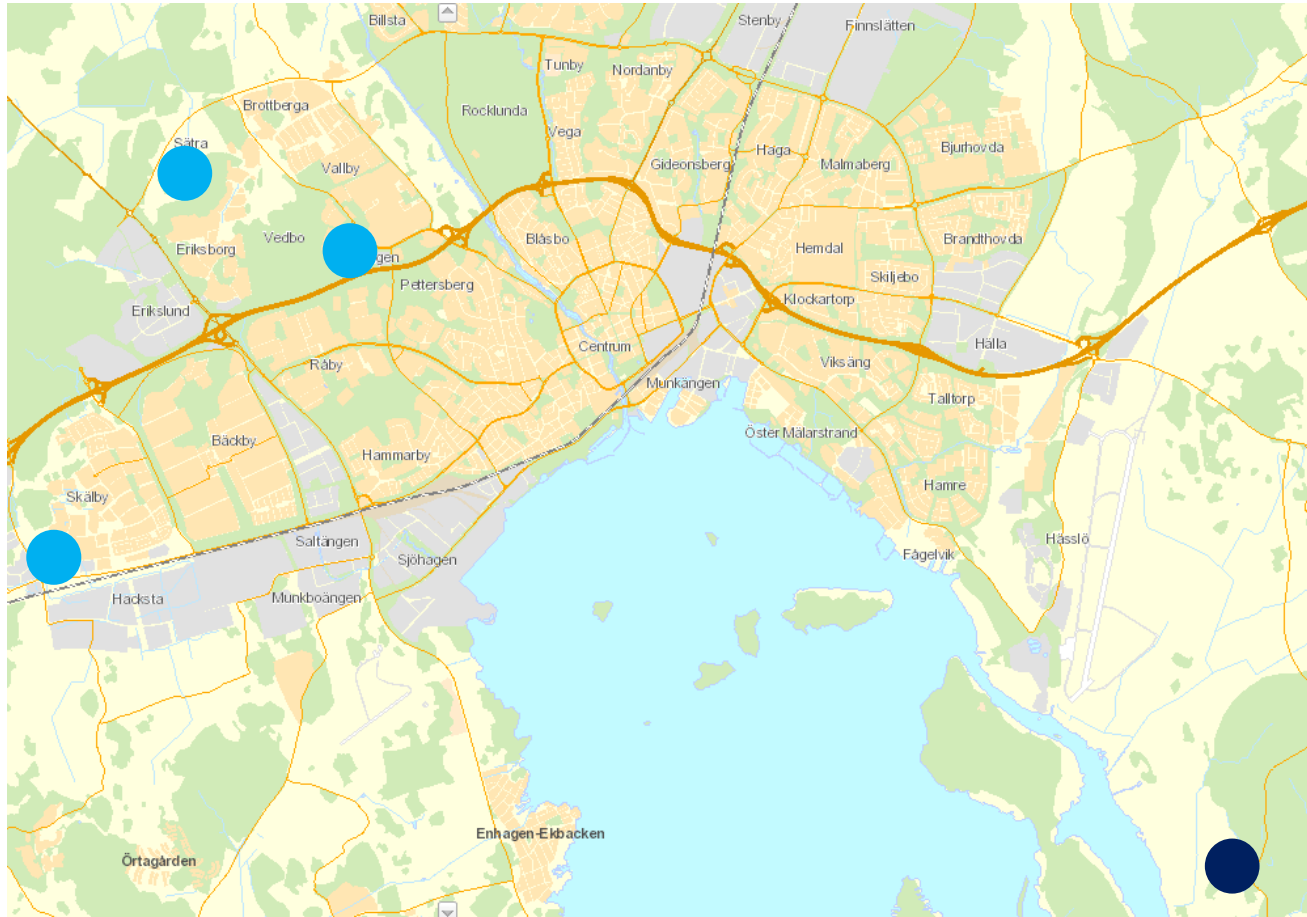 Billsta
Stenby
Finnslätten
Tunby
Nordanby
Brottberga
Rocklunda
Vega
Sätra
Haga
Bjurhovda
Vallby
Gideonsberg
Malmaberg
Vedbo
Blåsbo
Brandthovda
Eriksborg
gen
Hemdal
Pettersberg
Skiljebo
Klockartorp
Erikslund
Hälla
Centrum
Råby
Viksäng
Munkängen
Talltorp
Öster Mälarstrand
Bäckby
Hammarby
Hamre
Skälby
Saltängen
Hässlö
Sjöhagen
Fågelvik
Hacksta
Munkboängen
Enhagen-Ekbacken
Örtagården